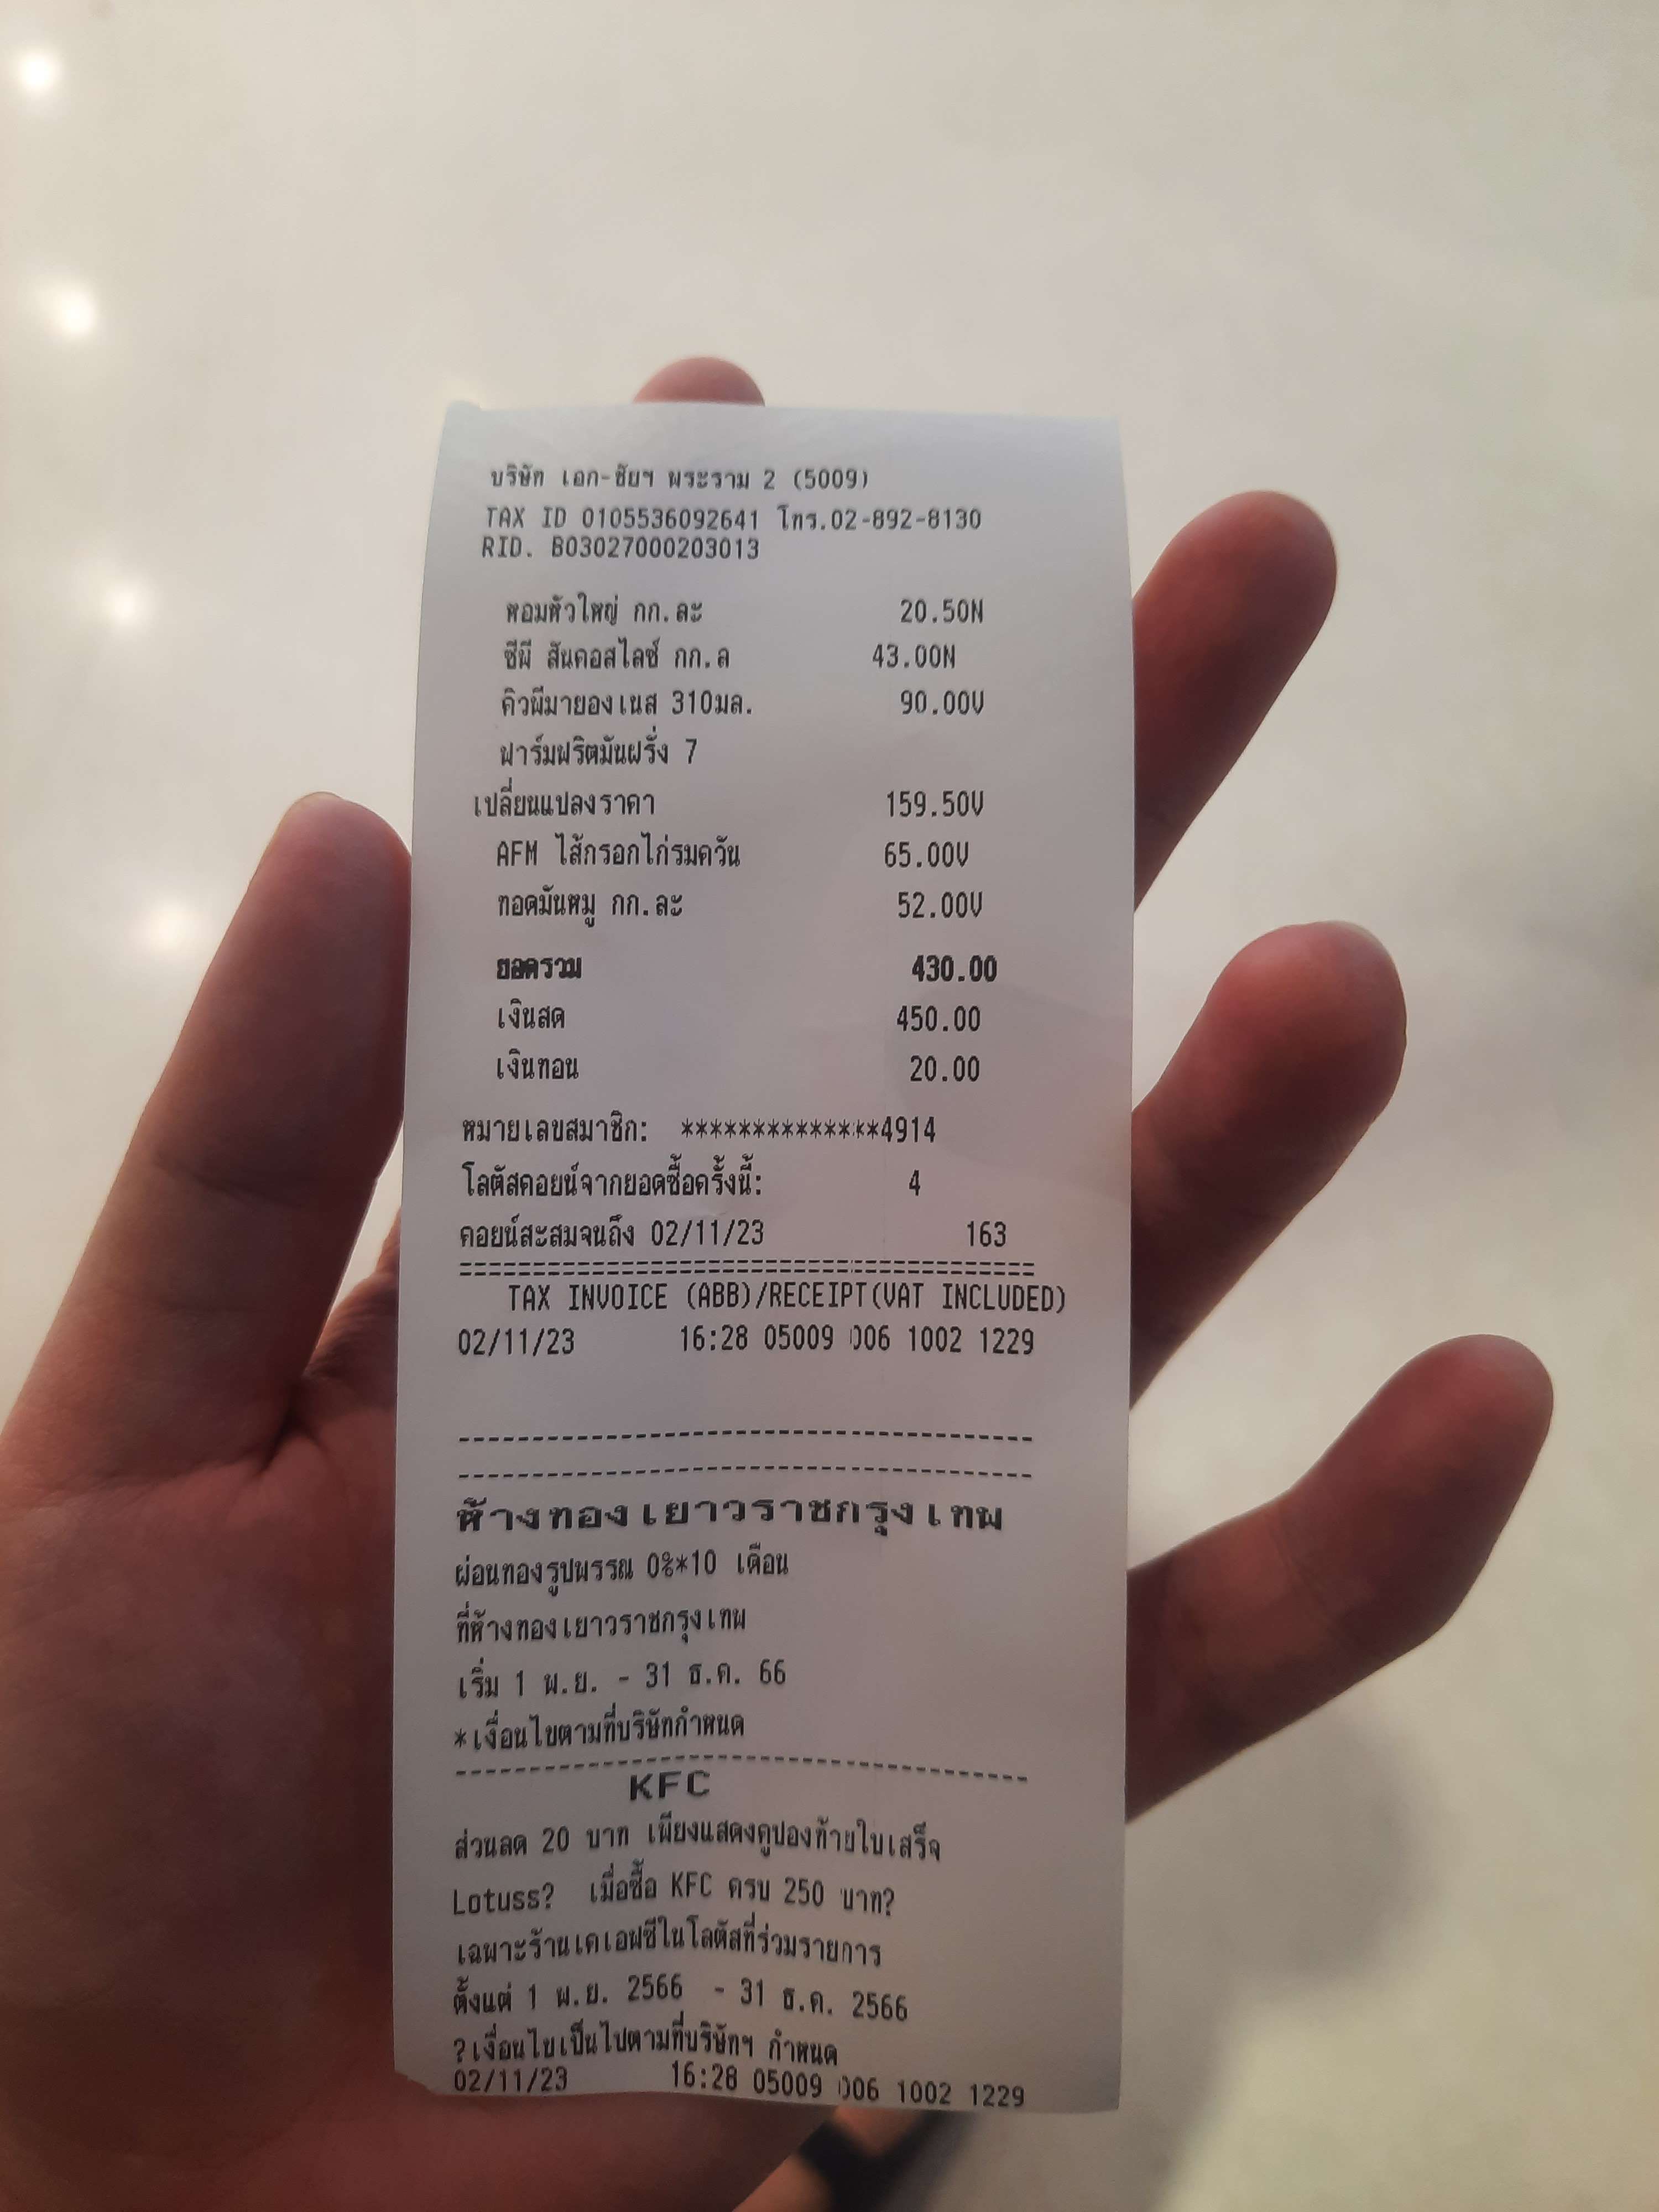 บริษัท เอก-ชัยฯ พระราม 2 (5009)
TAX ID 0105536092641 โทร.02-892-8130
RID. B03027000203013
หอมหัวใหญ่ กก.ละ 20.50N
ซีพี สันคอสไลซ์ กก.ล 43.00N
คิวพีมายองเนส 310มล. 90.00V
ฟาร์มฟริตมันฝรั่ง 7
เปลี่ยนแปลงราคา 159.50V
AFM ไส้กรอกไก่รมควัน 65.00V
ทอดมันหมู กก.ละ 52.00V
ยอดรวม 430.00
เงินสด 450.00
เงินทอน 20.00
หมายเลขสมาชิก: **************4914
โลตัสคอยน์จากยอดซื้อครั้งนี้: 4
คอยน์สะสมจนถึง 02/11/23 163
========================================
TAX INVOICE (ABB)/RECEIPT(VAT INCLUDED)
02/11/23 16:28 05009 006 1002 1229
----------------------------------------
----------------------------------------
ห้างทองเยาวราชกรุงเทพ
ผ่อนทองรูปพรรณ 0%*10 เดือน
ที่ห้างทองเยาวราชกรุงเทพ
เริ่ม 1 พ.ย. - 31 ธ.ค. 66
*เงื่อนไขตามที่บริษัทกำหนด
----------------------------------------
KFC
ส่วนลด 20 บาท เพียงแสดงคูปองท้ายใบเสร็จ
Lotuss? เมื่อซื้อ KFC ครบ 250 บาท?
เฉพาะร้านเคเอฟซีในโลตัสที่ร่วมรายการ
ตั้งแต่ 1 พ.ย. 2566 - 31 ธ.ค. 2566
?เงื่อนไขเป็นไปตามที่บริษัทฯ กำหนด
02/11/23 16:28 05009 006 1002 1229